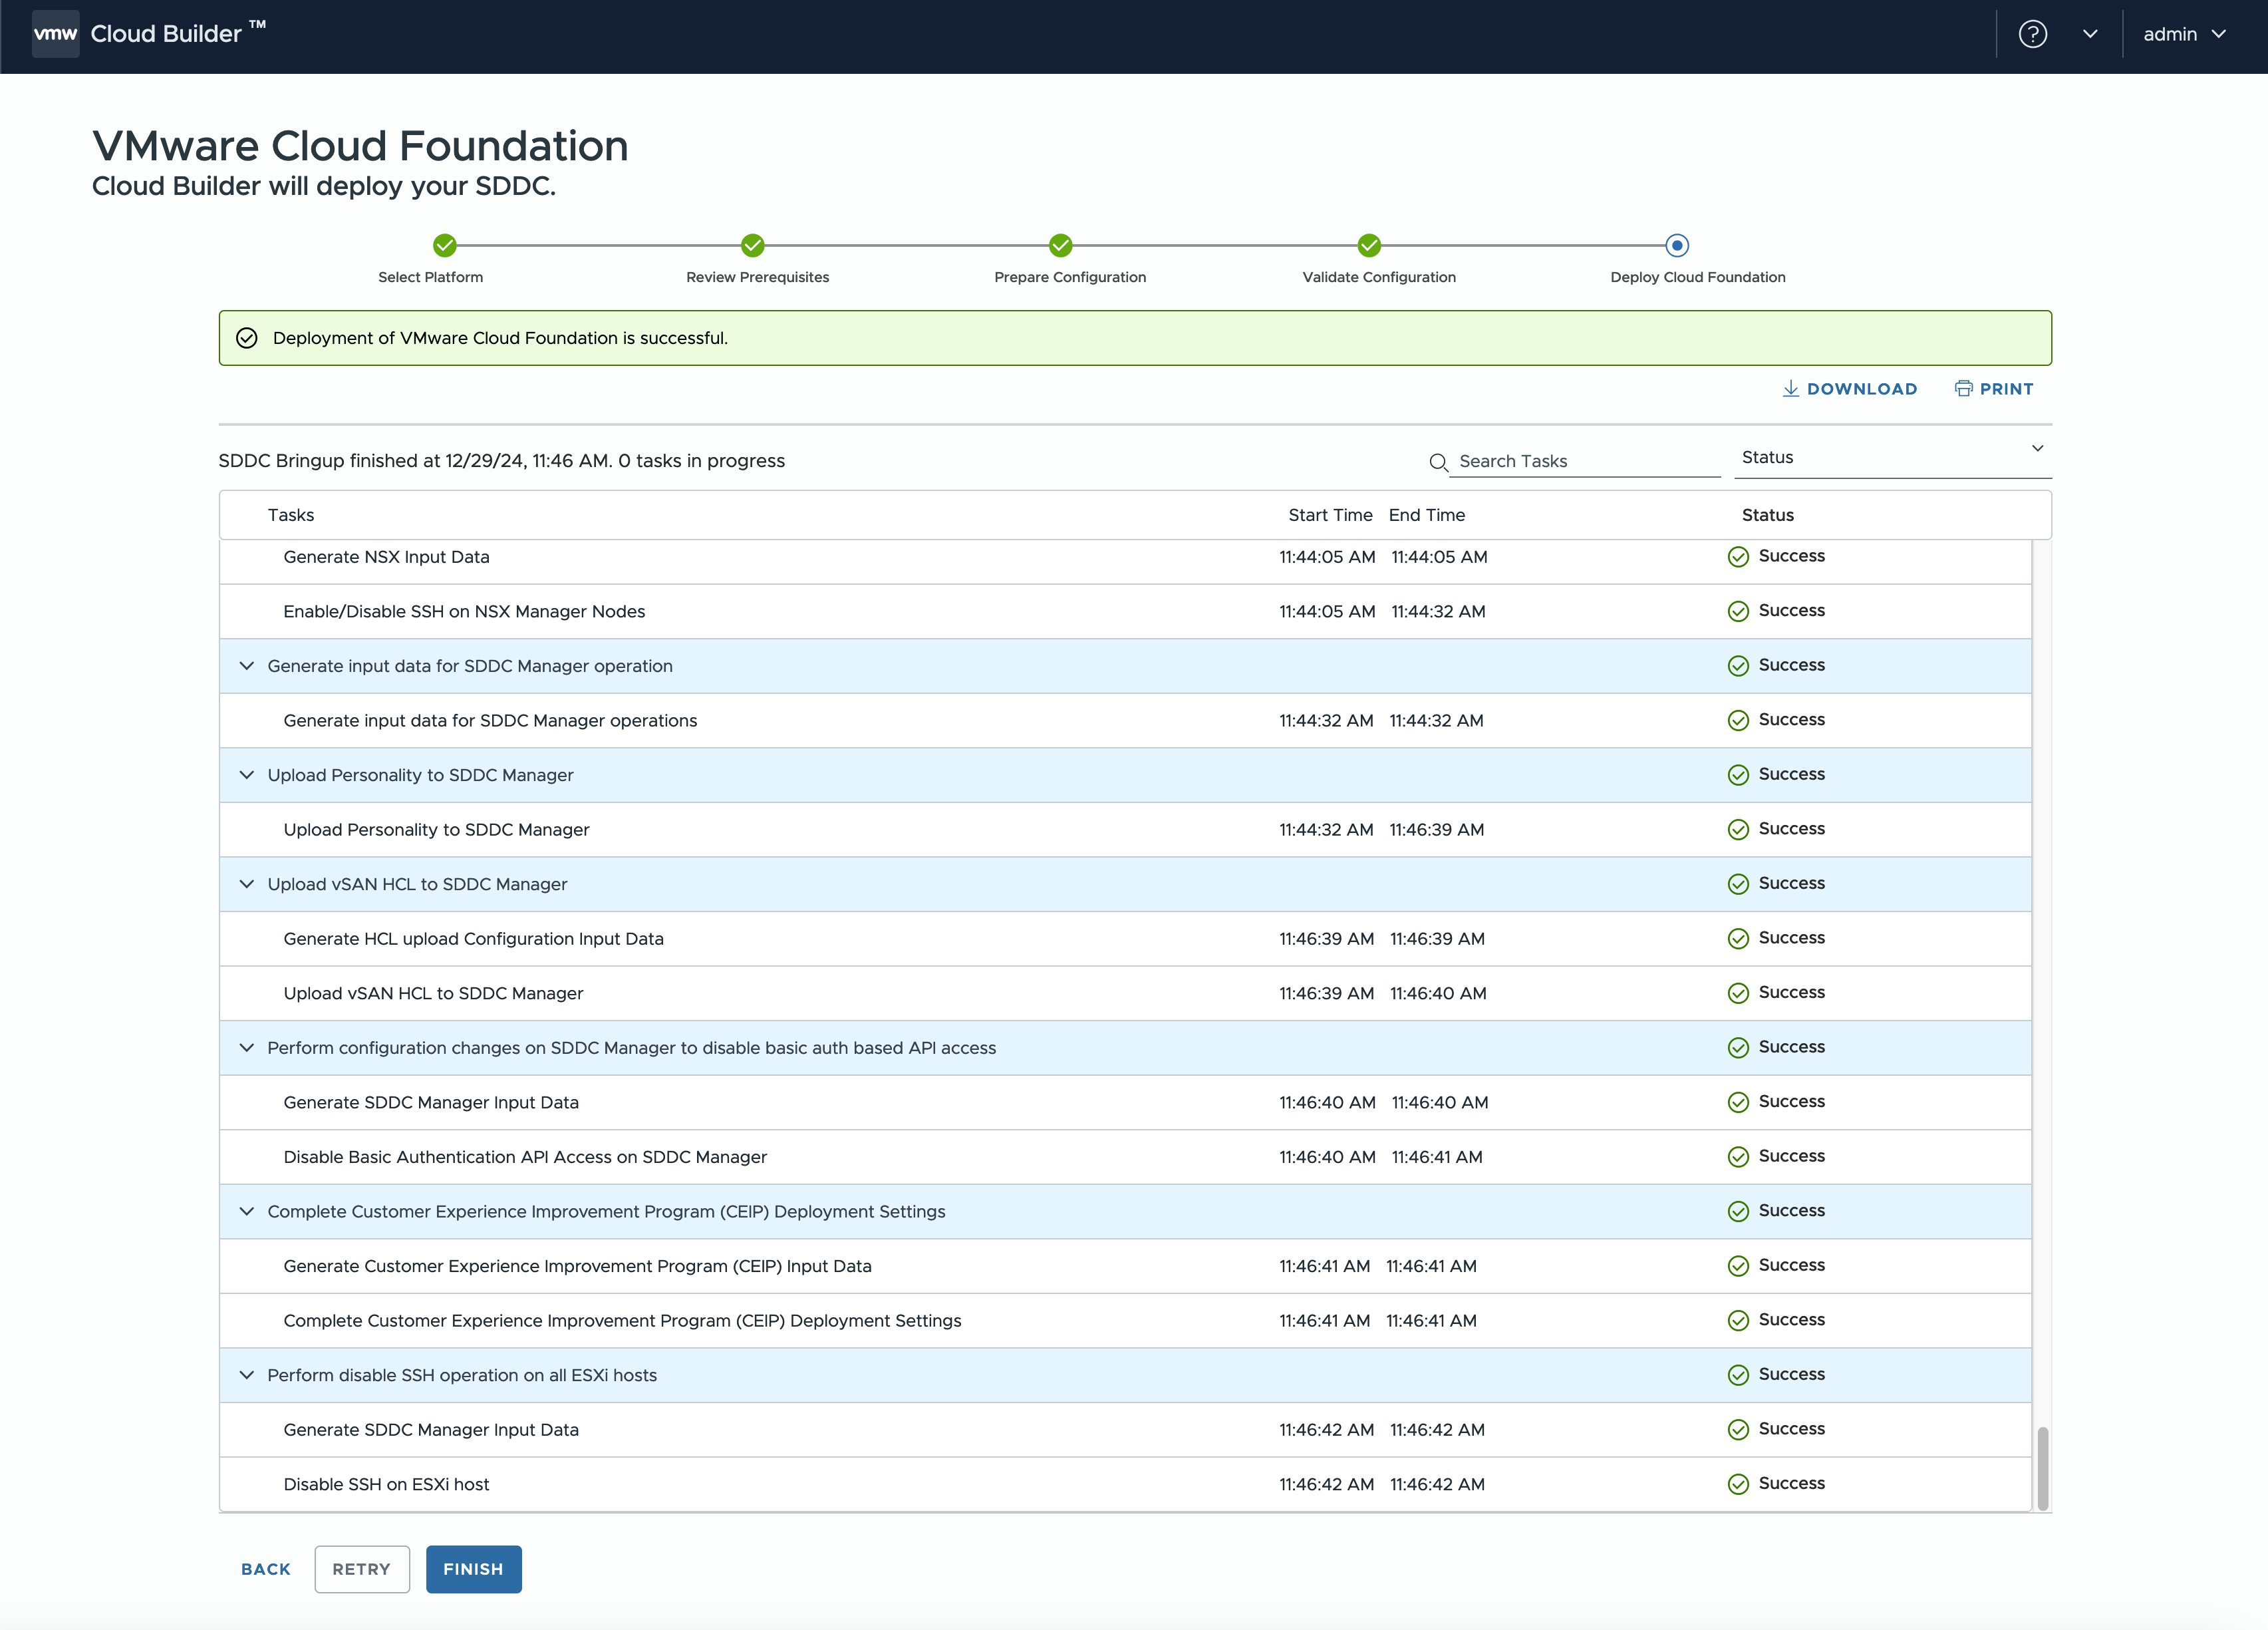 vmw Cloud Builder ™ admin
VMware Cloud Foundation
Cloud Builder will deploy your SDDC.
Select Platform Review Prerequisites Prepare Configuration Validate Configuration Deploy Cloud Foundation
Deployment of VMware Cloud Foundation is successful.
DOWNLOAD PRINT
SDDC Bringup finished at 12/29/24, 11:46 AM. 0 tasks in progress Search Tasks Status
Tasks Start Time End Time Status
Generate NSX Input Data 11:44:05 AM 11:44:05 AM Success
Enable/Disable SSH on NSX Manager Nodes 11:44:05 AM 11:44:32 AM Success
Generate input data for SDDC Manager operation Success
Generate input data for SDDC Manager operations 11:44:32 AM 11:44:32 AM Success
Upload Personality to SDDC Manager Success
Upload Personality to SDDC Manager 11:44:32 AM 11:46:39 AM Success
Upload vSAN HCL to SDDC Manager Success
Generate HCL upload Configuration Input Data 11:46:39 AM 11:46:39 AM Success
Upload vSAN HCL to SDDC Manager 11:46:39 AM 11:46:40 AM Success
Perform configuration changes on SDDC Manager to disable basic auth based API access Success
Generate SDDC Manager Input Data 11:46:40 AM 11:46:40 AM Success
Disable Basic Authentication API Access on SDDC Manager 11:46:40 AM 11:46:41 AM Success
Complete Customer Experience Improvement Program (CEIP) Deployment Settings Success
Generate Customer Experience Improvement Program (CEIP) Input Data 11:46:41 AM 11:46:41 AM Success
Complete Customer Experience Improvement Program (CEIP) Deployment Settings 11:46:41 AM 11:46:41 AM Success
Perform disable SSH operation on all ESXi hosts Success
Generate SDDC Manager Input Data 11:46:42 AM 11:46:42 AM Success
Disable SSH on ESXi host 11:46:42 AM 11:46:42 AM Success
BACK RETRY FINISH